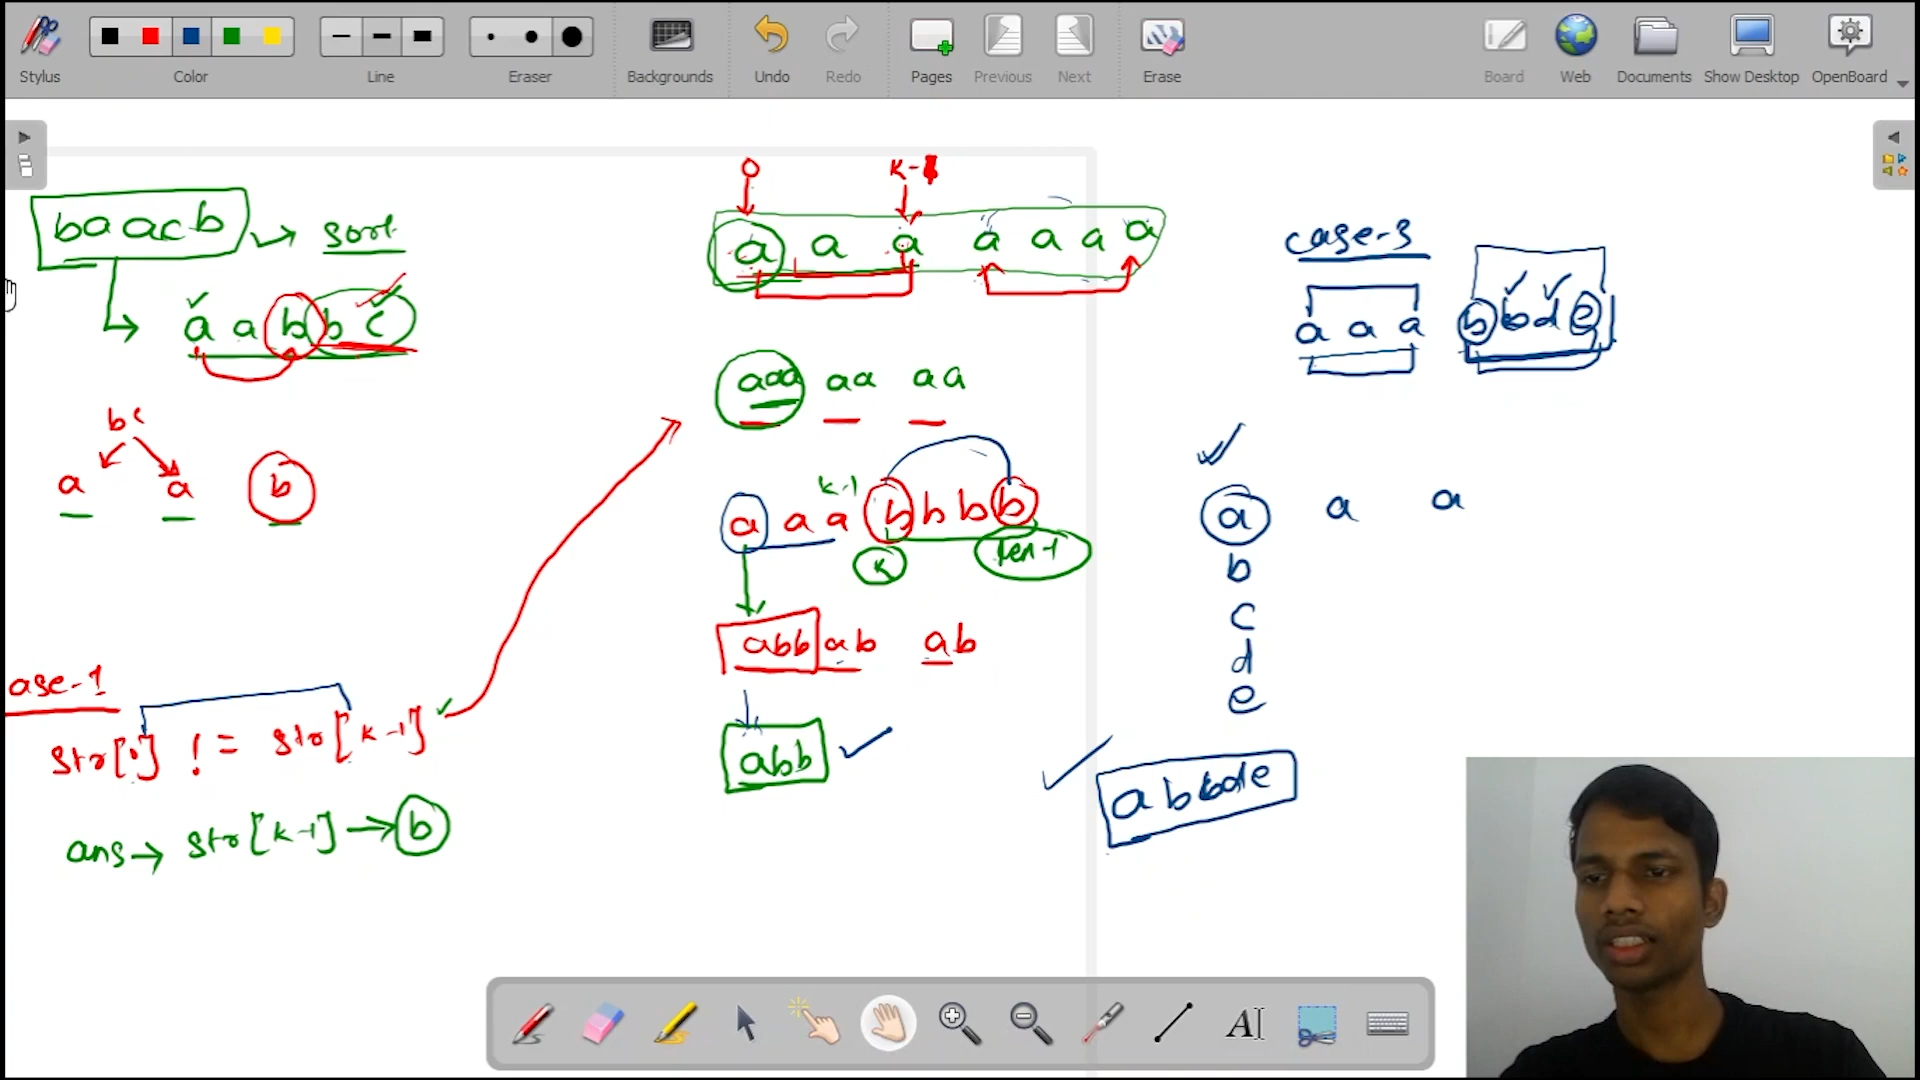 Stylus
Color
Line
Eraser
Backgrounds
Undo
Redo
Pages
Previous
Next
Erase
Board
Web
Documents
Show Desktop
OpenBoard
baacb → sort
a a b b c
a a b
ase-1
str[0] != str[k-1]
ans → str[k-1] → b
0
a a a a a a a
aaa aa aa
k-1
a a a b b b b
k len-1
abb ab ab
abb
case-3
a a a b b d e
a a a
b
c
d
e
abbde